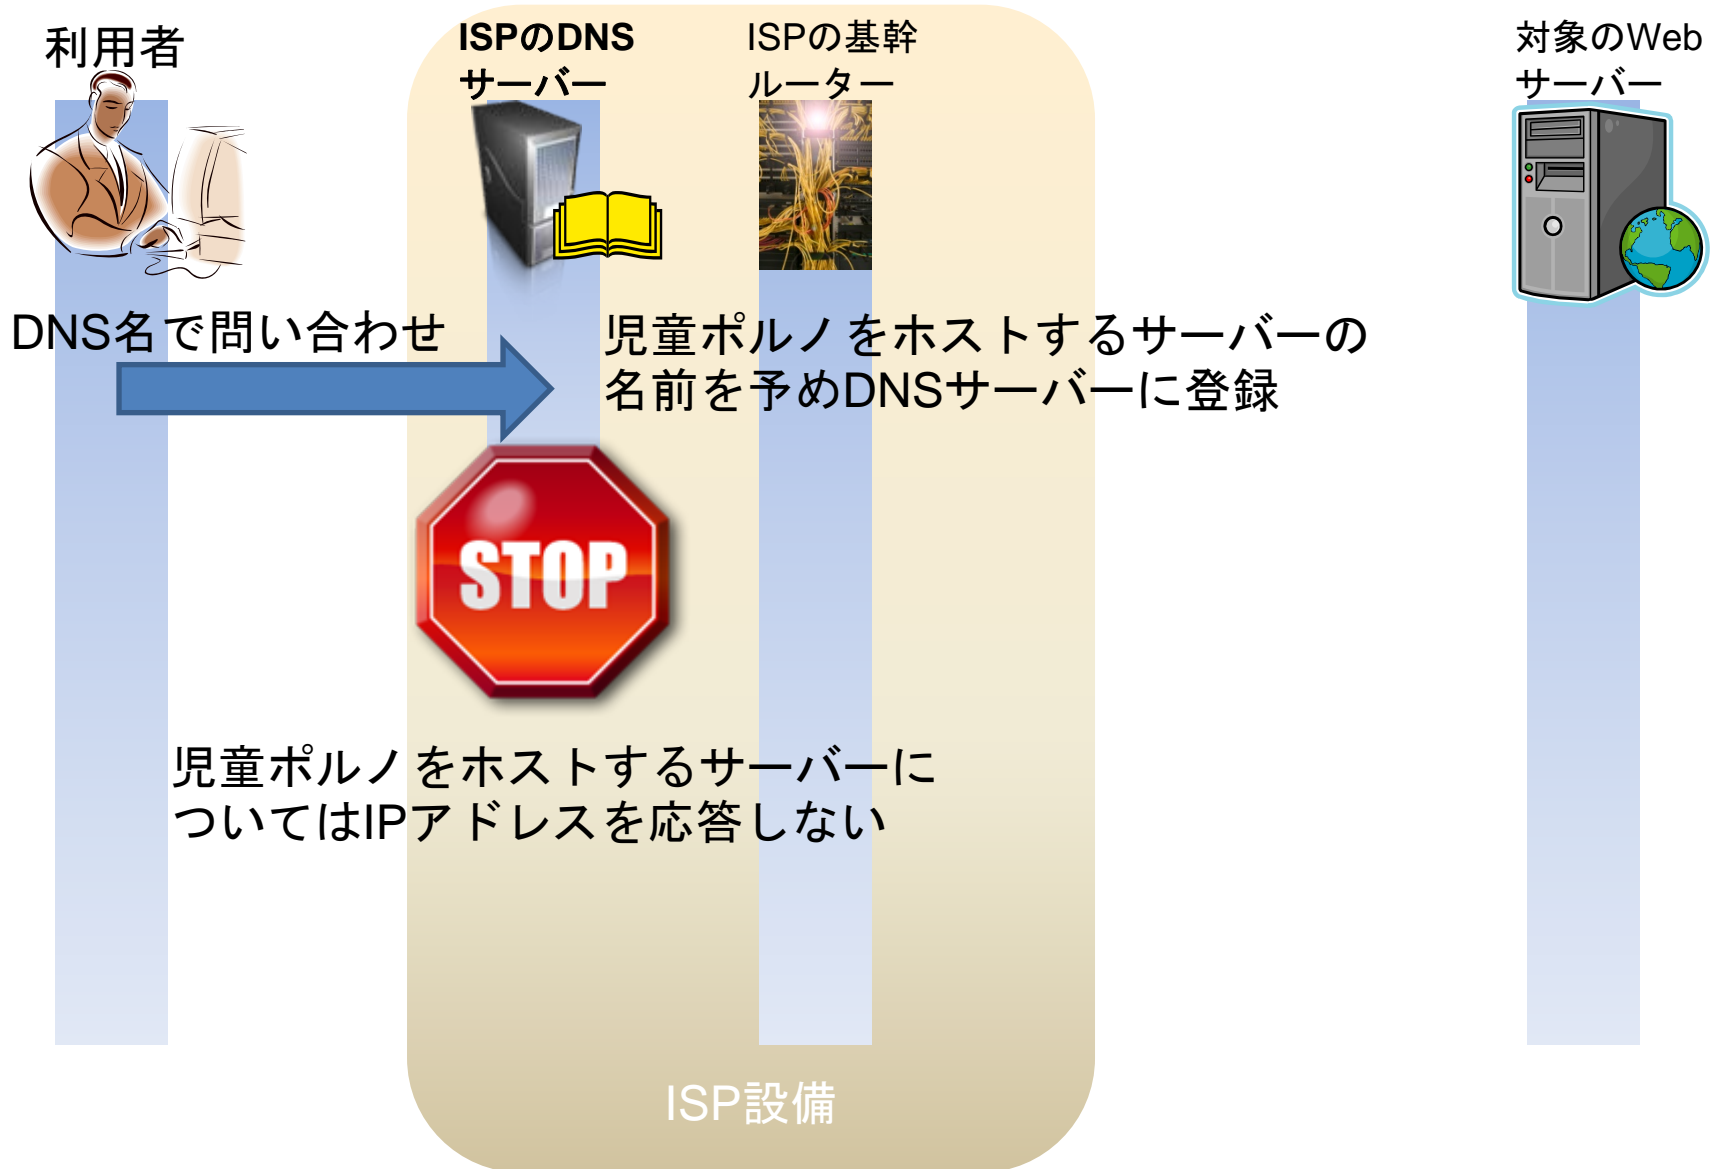 利用者
ISPのDNS
サーバー
ISPの基幹
ルーター
対象のWeb
サーバー
DNS名で問い合わせ
児童ポルノをホストするサーバーの
名前を予めDNSサーバーに登録
STOP
児童ポルノをホストするサーバーに
ついてはIPアドレスを応答しない
ISP設備